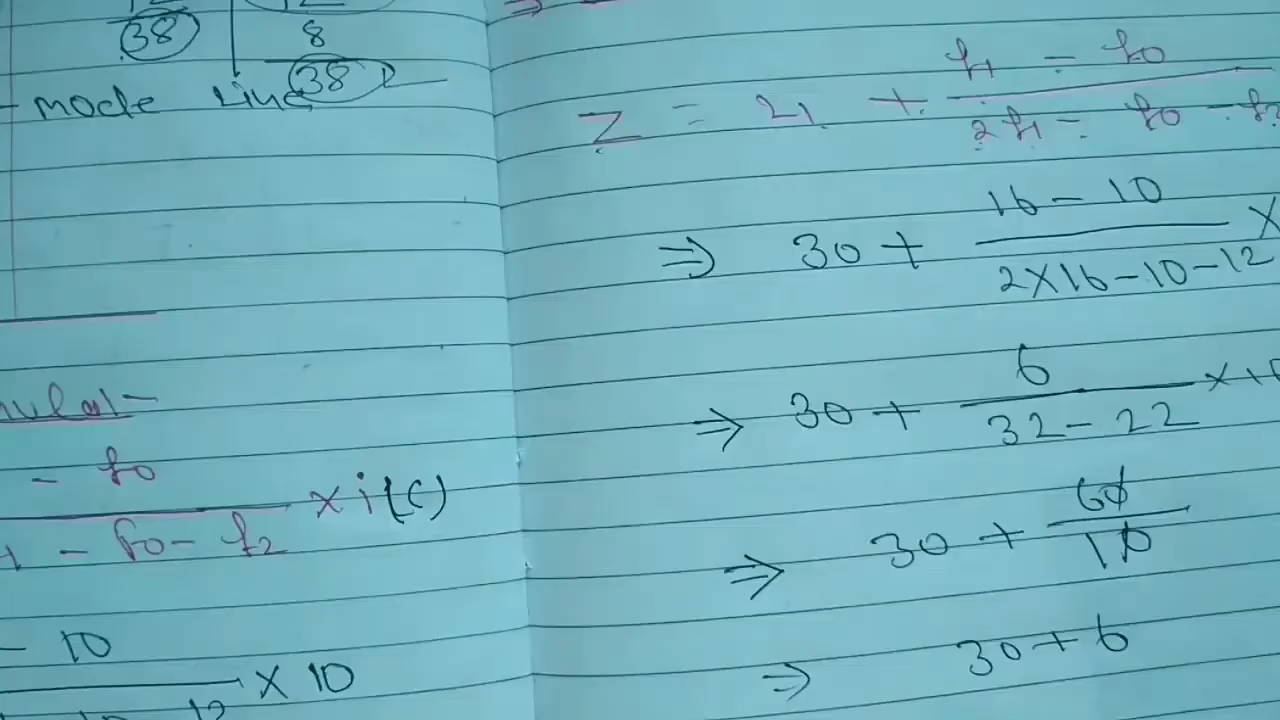 38 8
38
mode Line
- f0
× i(c)
- f0 - f2
- 10
× 10
Z = L1 + f1 - f0
2f1 - f0 - f2
⇒ 30 + 16 - 10 ×
2×16-10-12
⇒ 30 + 6
32 - 22
⇒ 30 + 60
10
⇒ 30 + 6